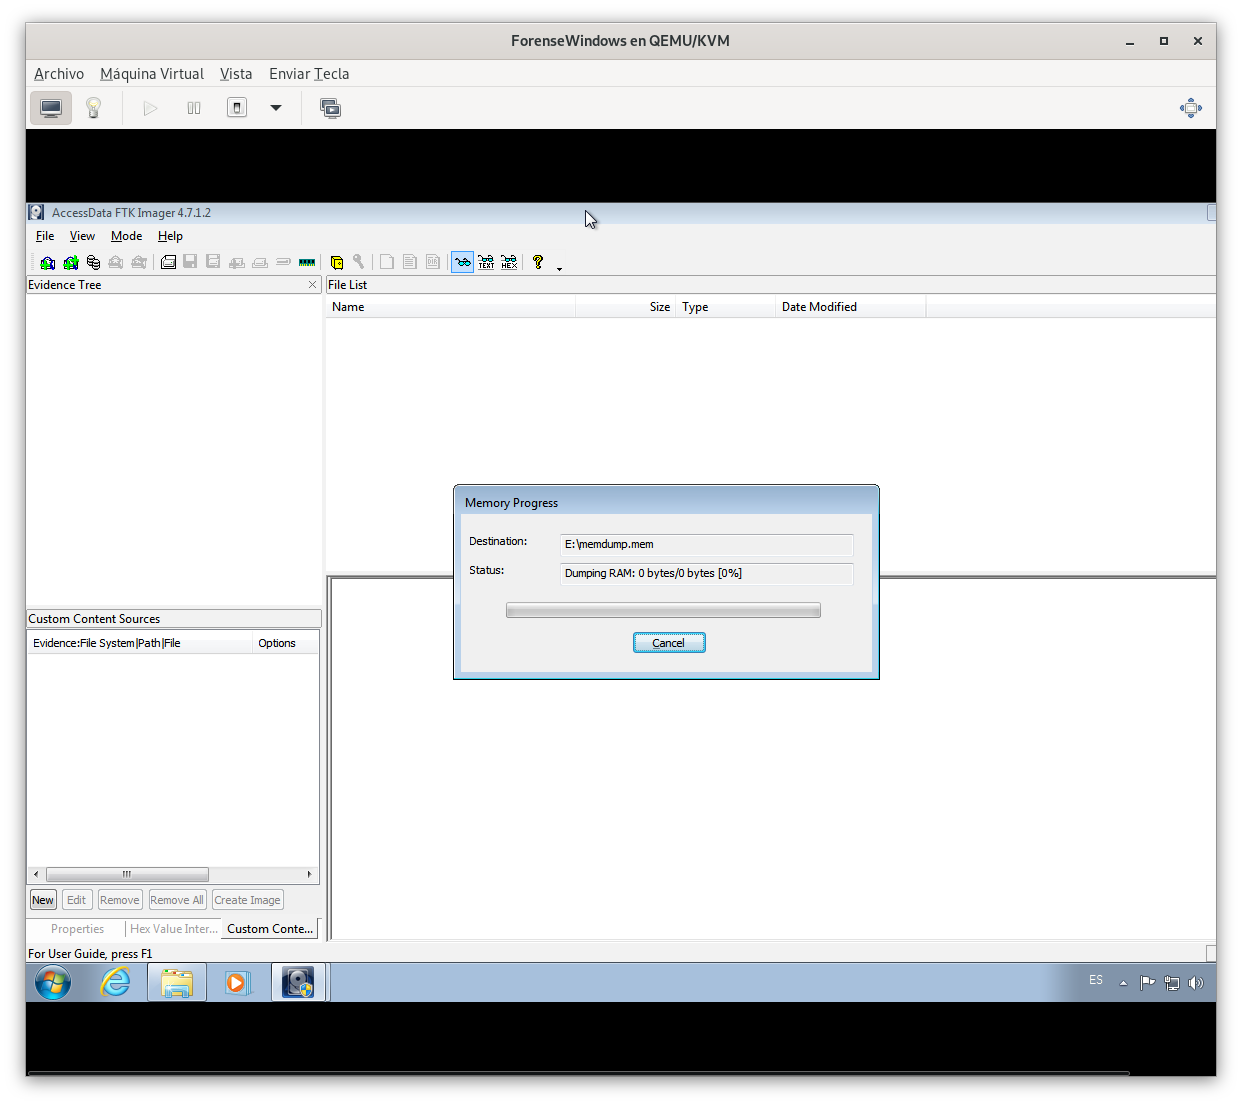 ForenseWindows en QEMU/KVM
Archivo Máquina Virtual Vista Enviar Tecla
AccessData FTK Imager 4.7.1.2
File View Mode Help
TEXT HEX
Evidence Tree
File List
Name Size Type Date Modified
Memory Progress
Destination: E:\memdump.mem
Status: Dumping RAM: 0 bytes/0 bytes [0%]
Cancel
Custom Content Sources
Evidence:File System|Path|File Options
New Edit Remove Remove All Create Image
Properties Hex Value Inter... Custom Conte...
For User Guide, press F1
ES